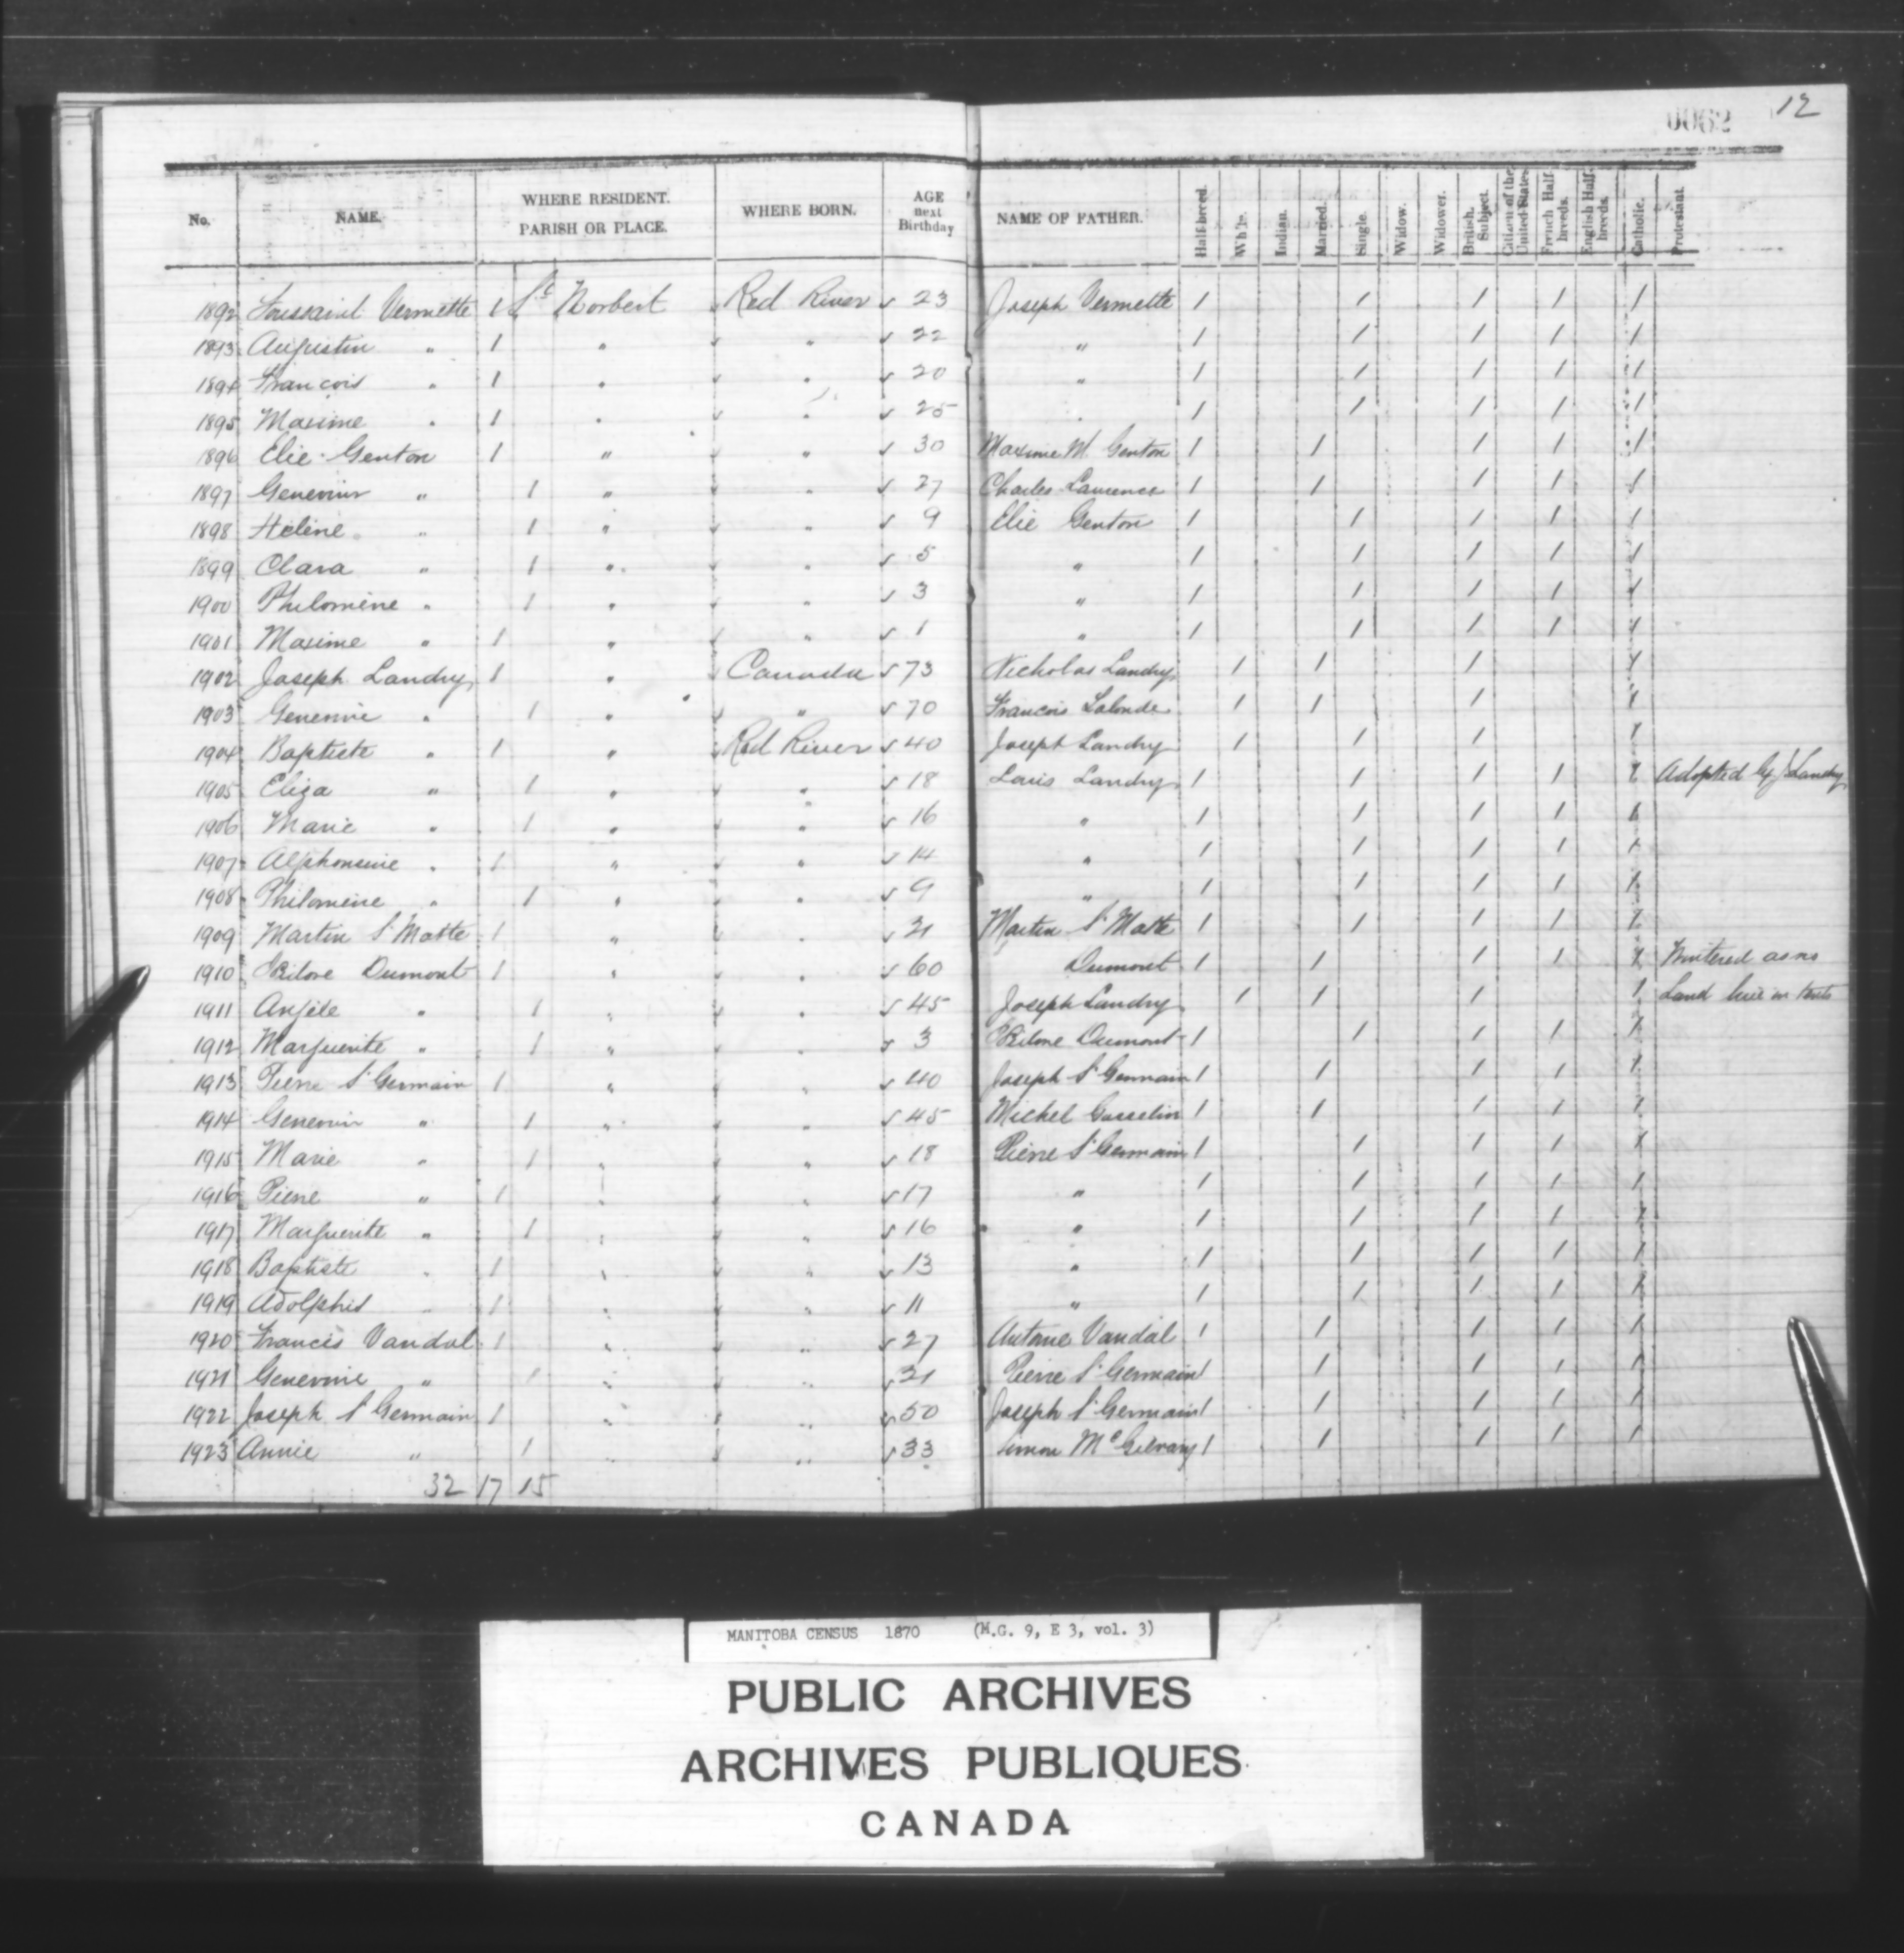 0062 12
No. NAME. WHERE RESIDENT. PARISH OR PLACE. WHERE BORN. AGE next Birthday NAME OF FATHER. Half-breed. White. Indian. Married. Single. Widow. Widower. British Subject. Citizen of the United States. French Half-breeds. English Half-breeds. Catholic. Protestant.
1892 Toussaint Vermette 1 St Norbert Red River √ 23 Joseph Vermette 1 1 1 1 1
1893 Augustin " 1 " √ " √ 22 " 1 1 1 1 1
1894 Francois " 1 " √ " √ 20 " 1 1 1 1 1
1895 Maxime " 1 " √ " √ 25 " 1 1 1 1 1
1896 Elie Genton 1 " √ " √ 30 Maxime M. Genton 1 1 1 1 1
1897 Genevieve " 1 " √ " √ 27 Charles Laurence 1 1 1 1 1
1898 Helène " 1 " √ " √ 9 Elie Genton 1 1 1 1 1
1899 Clara " 1 " √ " √ 5 " 1 1 1 1 1
1900 Philomène " 1 " √ " √ 3 " 1 1 1 1 1
1901 Maxime " 1 " √ " √ 1 " 1 1 1 1 1
1902 Joseph Landry 1 " Canada √ 73 Nicholas Landry 1 1 1 1
1903 Genevive " 1 " √ " √ 70 Francois Lalonde 1 1 1 1
1904 Baptiste " 1 " Red River √ 40 Joseph Landry 1 1 1 1
1905 Eliza " 1 " √ " √ 18 Louis Landry 1 1 1 1 1 Adopted by J Landry
1906 Marie " 1 " √ " √ 16 " 1 1 1 1 1
1907 Alphonsine " 1 " √ " √ 14 " 1 1 1 1 1
1908 Philomène " 1 " √ " √ 9 " 1 1 1 1 1
1909 Martin St Matte 1 " √ " √ 21 Martin St Matte 1 1 1 1 1
1910 Dumont 1 " √ " √ 60 Dumont 1 1 1 1 1 Wintered
1911 Angèle " 1 " √ " √ 45 Joseph Landry 1 1 1 1 Land live in tents
1912 Marguerite " 1 " √ " √ 3 Dumont 1 1 1 1 1
1913 Pierre St Germain 1 " √ " √ 40 Joseph St Germain 1 1 1 1 1
1914 Genevieve " 1 " √ " √ 45 Michel Gosselin 1 1 1 1 1
1915 Marie " 1 " √ " √ 18 Pierre St Germain 1 1 1 1 1
1916 Pierre " 1 " √ " √ 17 " 1 1 1 1 1
1917 Marguerite " 1 " √ " √ 16 " 1 1 1 1 1
1918 Baptiste " 1 " √ " √ 13 " 1 1 1 1 1
1919 Adolphis " 1 " √ " √ 11 " 1 1 1 1 1
1920 Francis Vandal 1 " √ " √ 27 Antoine Vandal 1 1 1 1 1
1921 Genevive " 1 " √ " √ 21 Pierre St Germain 1 1 1 1 1
1922 Joseph St Germain 1 " √ " √ 50 Joseph St Germain 1 1 1 1 1
1923 Annie " 1 " √ " √ 33 Simon McGilvary 1 1 1 1 1
32 17 15
MANITOBA CENSUS 1870 (M.G. 9, E 3, vol. 3)
PUBLIC ARCHIVES
ARCHIVES PUBLIQUES
CANADA